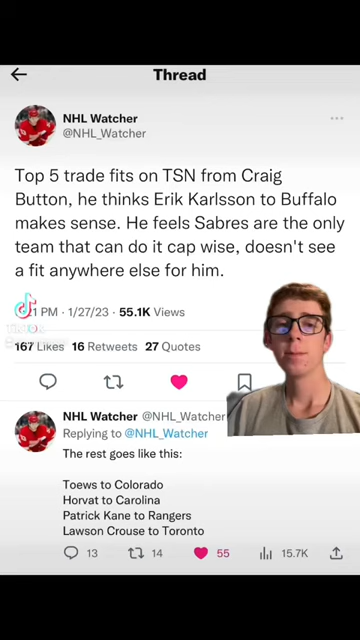 Thread
NHL Watcher
@NHL_Watcher
Top 5 trade fits on TSN from Craig
Button, he thinks Erik Karlsson to Buffalo
makes sense. He feels Sabres are the only
team that can do it cap wise, doesn't see
a fit anywhere else for him.
PM · 1/27/23 · 55.1K Views
167 Likes 16 Retweets 27 Quotes
NHL Watcher @NHL_Watcher
Replying to @NHL_Watcher
The rest goes like this:
Toews to Colorado
Horvat to Carolina
Patrick Kane to Rangers
Lawson Crouse to Toronto
13 14 55 15.7K